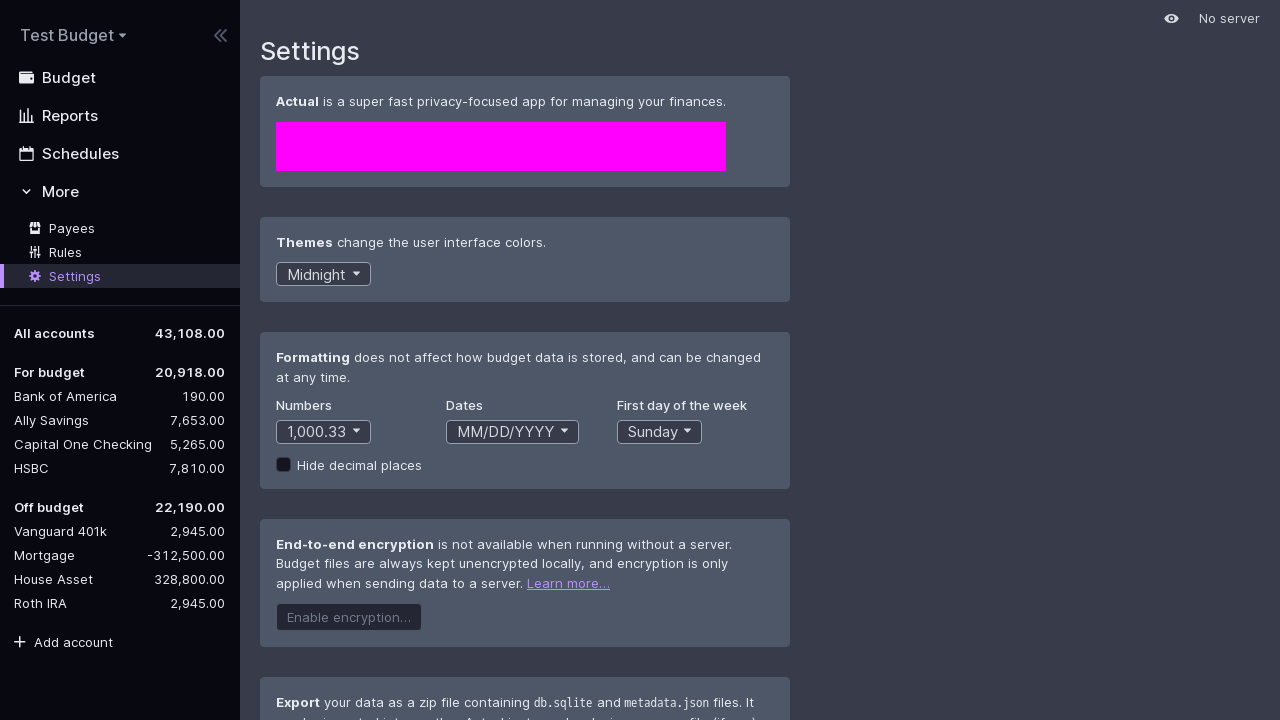 Test Budget
No server
Settings
Budget
Reports
Schedules
More
Payees
Rules
Settings
All accounts 43,108.00
For budget 20,918.00
Bank of America 190.00
Ally Savings 7,653.00
Capital One Checking 5,265.00
HSBC 7,810.00
Off budget 22,190.00
Vanguard 401k 2,945.00
Mortgage -312,500.00
House Asset 328,800.00
Roth IRA 2,945.00
Add account
Actual is a super fast privacy-focused app for managing your finances.
Themes change the user interface colors.
Midnight
Formatting does not affect how budget data is stored, and can be changed
at any time.
Numbers Dates First day of the week
1,000.33 MM/DD/YYYY Sunday
Hide decimal places
End-to-end encryption is not available when running without a server.
Budget files are always kept unencrypted locally, and encryption is only
applied when sending data to a server. Learn more…
Enable encryption…
Export your data as a zip file containing db.sqlite and metadata.json files. It